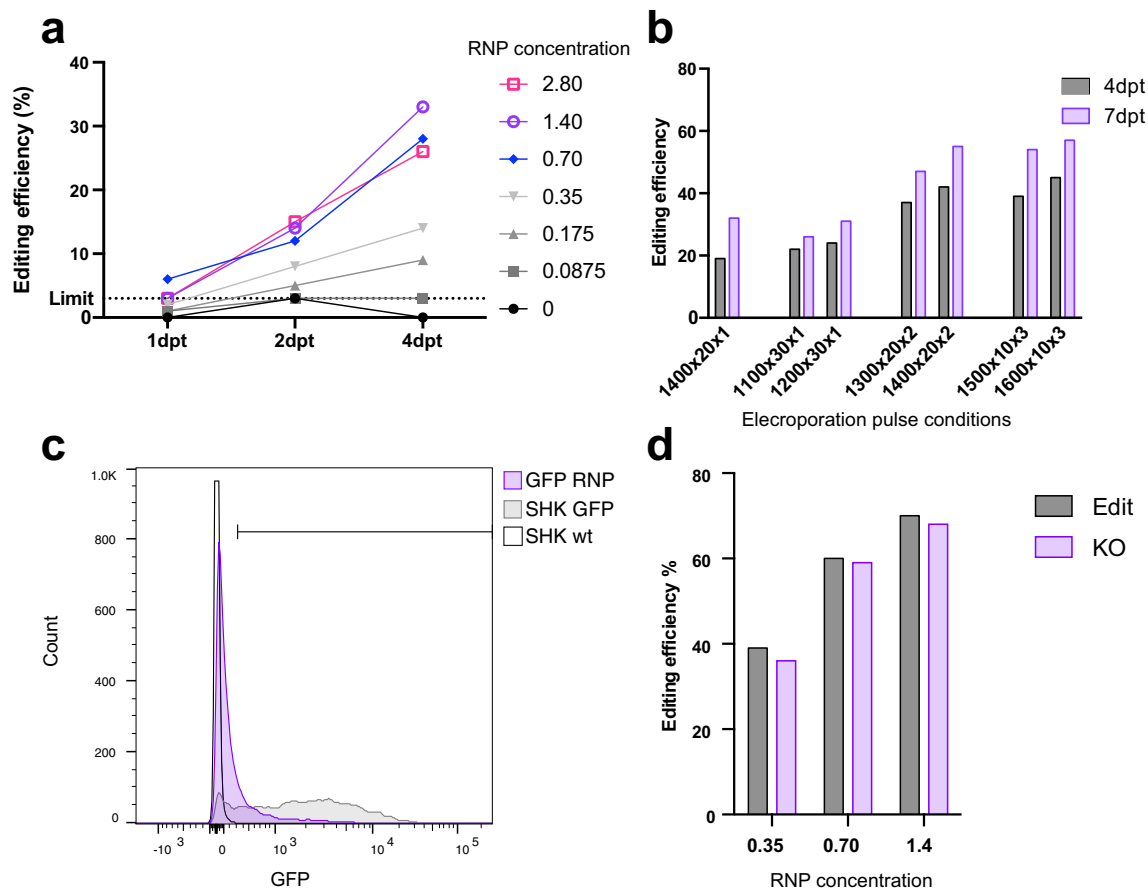 a
RNP concentration
Editing efficiency (%)
40
30
20
10
Limit
0
1dpt
2dpt
4dpt
2.80
1.40
0.70
0.35
0.175
0.0875
0
b
Editing efficiency
80
60
40
20
0
4dpt
7dpt
1400x20x1
1100x30x1
1200x30x1
1300x20x2
1400x20x2
1500x10x3
1600x10x3
Elecroporation pulse conditions
c
Count
1.0K
800
600
400
200
0
-10 3
0
10 3
10 4
10 5
GFP
GFP RNP
SHK GFP
SHK wt
d
Editing efficiency %
80
60
40
20
0
0.35
0.70
1.4
RNP concentration
Edit
KO